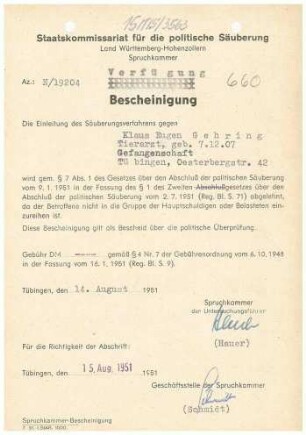 Staatskommissariat für die politische Säuberung
Land Württemberg-Hohenzollern
Spruchkammer
Verfügung
Az.: N/19204
660
Bescheinigung
Die Einleitung des Säuberungsverfahrens gegen
Klaus Eugen Gehring
Tierarzt, geb. 7.12.07
Gefangenschaft
Tübingen, Oesterbergstr. 42
wird gem. § 7 Abs. 1 des Gesetzes über den Abschluß der politischen Säuberung
vom 9. 1. 1951 in der Fassung des § 1 des Zweiten Abschlußgesetzes über den
Abschluß der politischen Säuberung vom 2. 7. 1951 (Reg. Bl. S. 71) abgelehnt,
da der Betroffene nicht in die Gruppe der Hauptschuldigen oder Belasteten einzureihen ist.
Diese Bescheinigung gilt als Bescheid über die politische Überprüfung.
Gebühr DM ——— gemäß § 4 Nr. 7 der Gebührenordnung vom 6. 10. 1948
in der Fassung vom 16. 1. 1951 (Reg. Bl. S. 9).
Tübingen, den 14. August 1951
Spruchkammer
der Untersuchungsführer
(Hauer)
Für die Richtigkeit der Abschrift:
Tübingen, den 15. Aug. 1951 1951
Geschäftsstelle der Spruchkammer
(Schmidt)
Spruchkammer-Bescheinigung